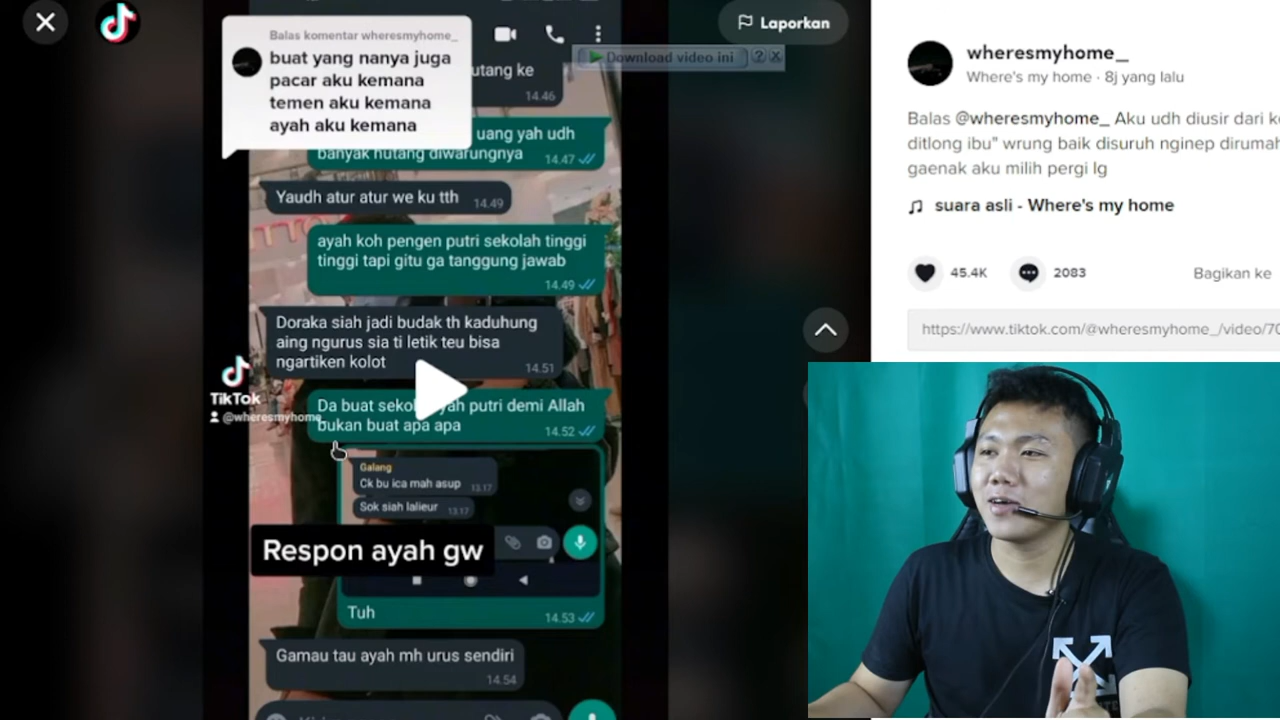 Balas komentar wheresmyhome_
buat yang nanya juga
pacar aku kemana
temen aku kemana
ayah aku kemana
utang ke
14.46
uang yah udh
banyak hutang diwarungnya
14.47
Yaudh atur atur we ku tth
14.49
ayah koh pengen putri sekolah tinggi
tinggi tapi gitu ga tanggung jawab
14.49
Doraka siah jadi budak th kaduhung
aing ngurus sia ti letik teu bisa
ngartiken kolot
14.51
TikTok
@wheresmyhome_
Da buat sekol yah putri demi Allah
bukan buat apa apa
14.52
Galang
Ck bu ica mah asup
13.17
Sok siah lalieur
13.17
Respon ayah gw
Tuh
14.53
Gamau tau ayah mh urus sendiri
14.54
Download video ini
? X
Laporkan
wheresmyhome_
Where's my home · 8j yang lalu
Balas @wheresmyhome_ Aku udh diusir dari k
ditlong ibu" wrung baik disuruh nginep dirumah
gaenak aku milih pergi lg
suara asli - Where's my home
45.4K
2083
Bagikan ke
https://www.tiktok.com/@wheresmyhome_/video/70